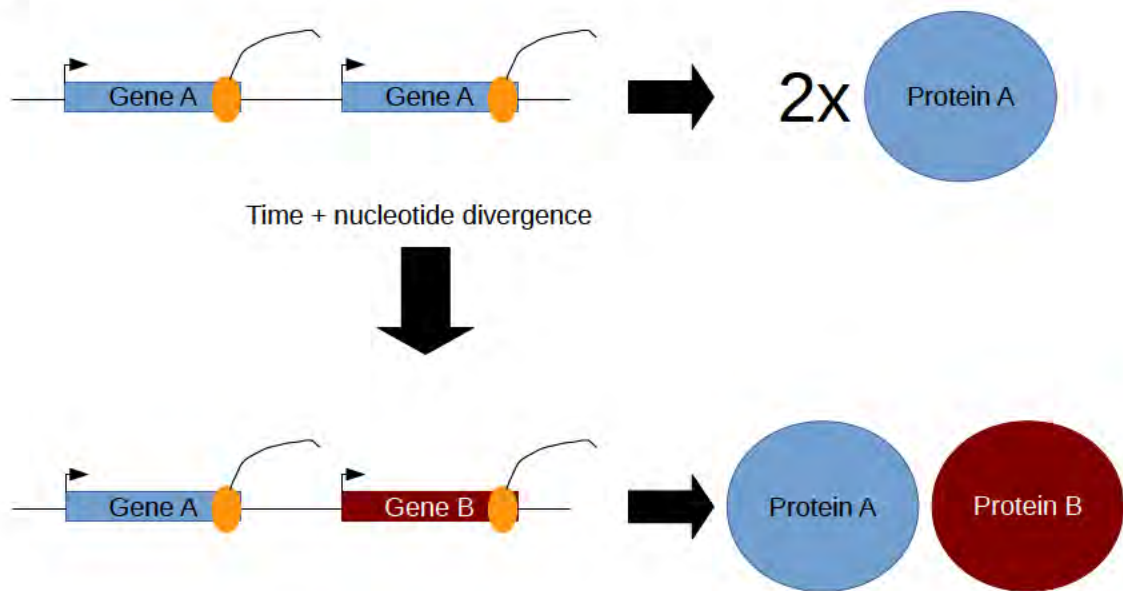 Gene A
Gene A
2x
Protein A
Time + nucleotide divergence
Gene A
Gene B
Protein A
Protein B